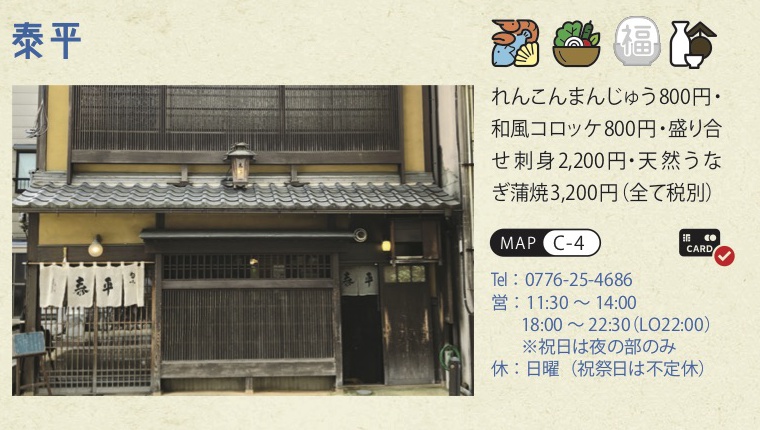 泰平
福
れんこんまんじゅう800円・
和風コロッケ800円・盛り合
せ刺身2,200円・天然うな
ぎ蒲焼3,200円（全て税別）
MAP C-4
CARD
Tel：0776-25-4686
営：11:30 〜 14:00
18:00 〜 22:30（LO22:00）
※祝日は夜の部のみ
休：日曜（祝祭日は不定休）
泰平
泰平